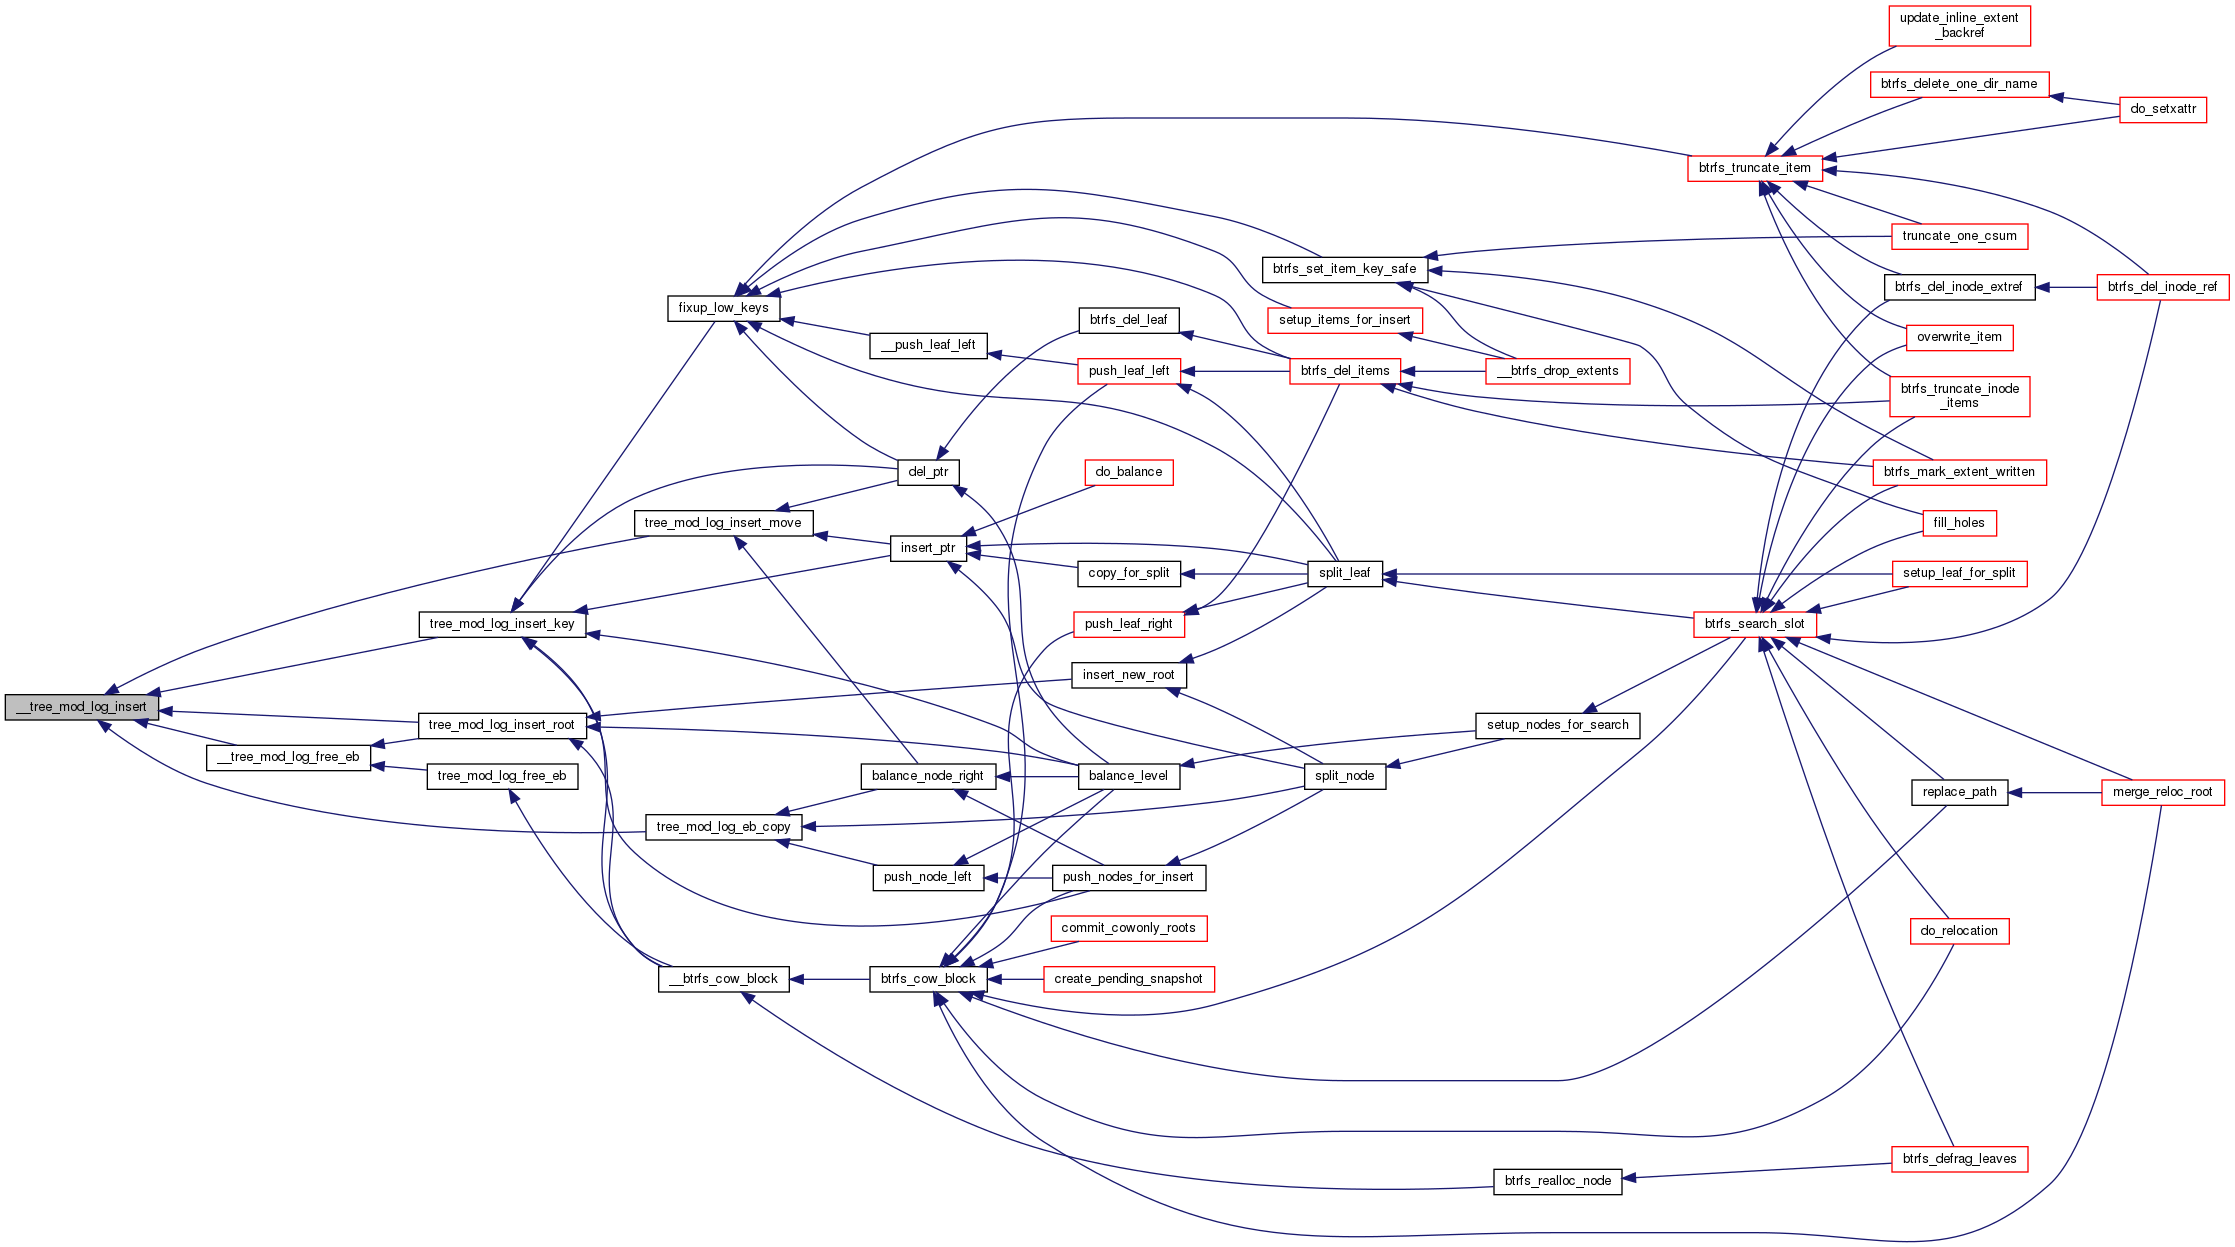 update_inline_extent
_backref
btrfs_delete_one_dir_name
do_setxattr
btrfs_truncate_item
truncate_one_csum
btrfs_set_item_key_safe
btrfs_del_inode_extref
btrfs_del_inode_ref
fixup_low_keys
btrfs_del_leaf
setup_items_for_insert
overwrite_item
__push_leaf_left
push_leaf_left
btrfs_del_items
__btrfs_drop_extents
btrfs_truncate_inode
_items
del_ptr
do_balance
btrfs_mark_extent_written
tree_mod_log_insert_move
fill_holes
insert_ptr
copy_for_split
split_leaf
setup_leaf_for_split
tree_mod_log_insert_key
push_leaf_right
btrfs_search_slot
insert_new_root
__tree_mod_log_insert
tree_mod_log_insert_root
setup_nodes_for_search
__tree_mod_log_free_eb
tree_mod_log_free_eb
balance_node_right
balance_level
split_node
replace_path
merge_reloc_root
tree_mod_log_eb_copy
push_node_left
push_nodes_for_insert
commit_cowonly_roots
do_relocation
__btrfs_cow_block
btrfs_cow_block
create_pending_snapshot
btrfs_defrag_leaves
btrfs_realloc_node